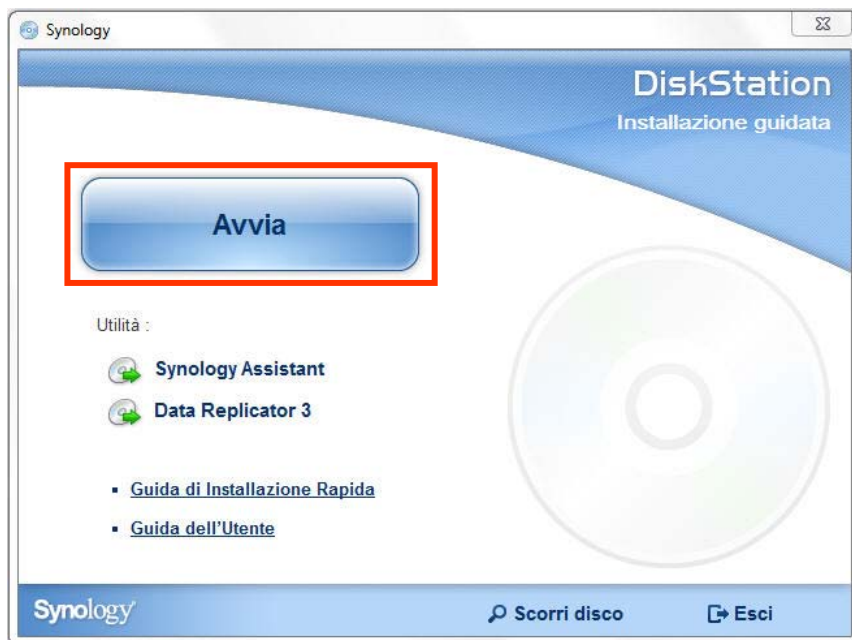 Synology
DiskStation
Installazione guidata
Avvia
Utilità :
Synology Assistant
Data Replicator 3
Guida di Installazione Rapida
Guida dell'Utente
Synology Scorri disco Esci